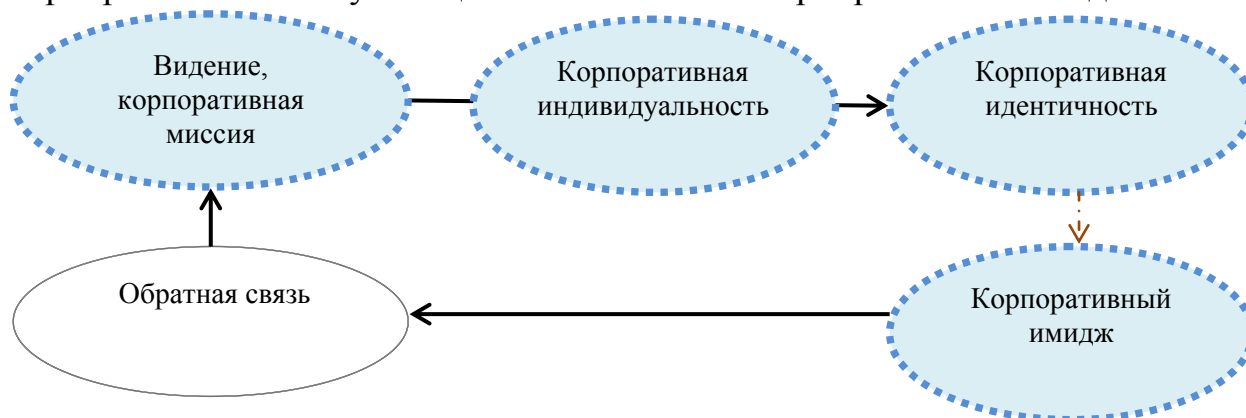 Видение,
корпоративная
миссия
Корпоративная
индивидуальность
Корпоративная
идентичность
Обратная связь
Корпоративный
имидж